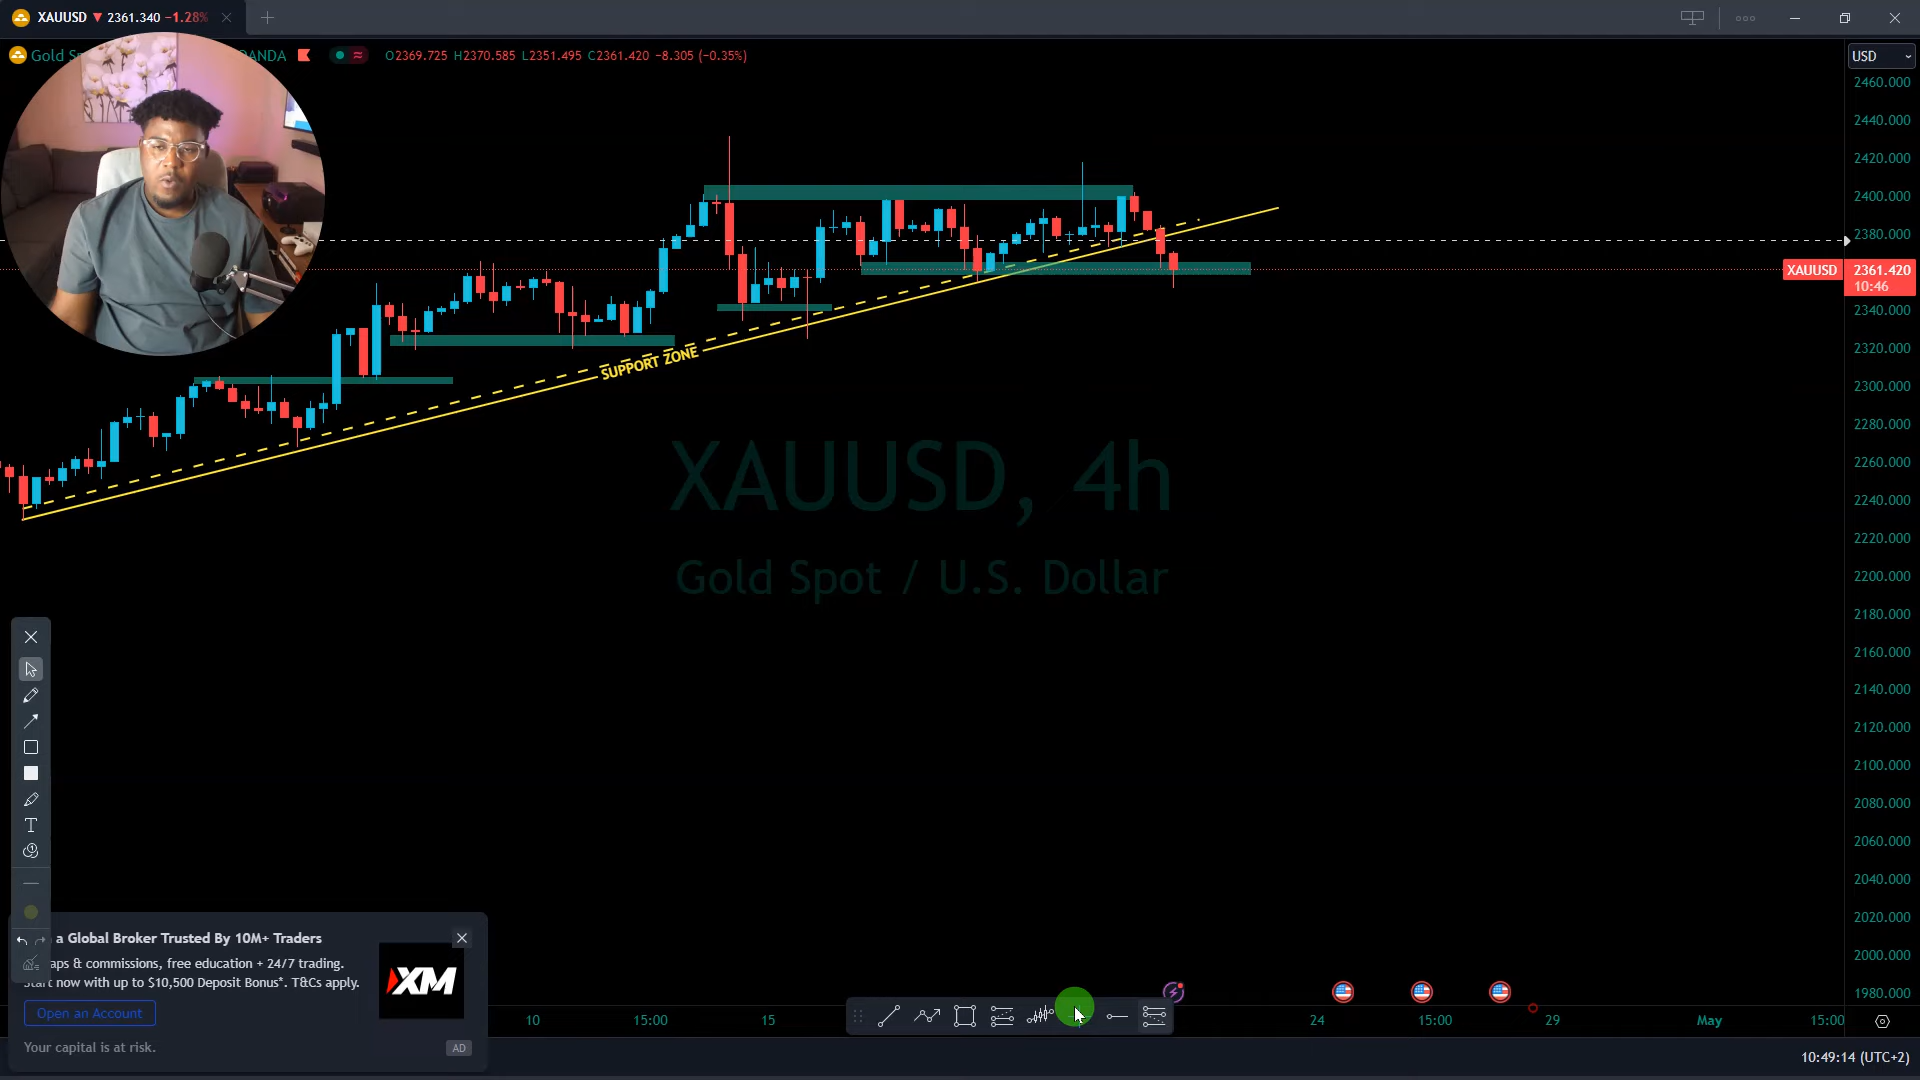 XAUUSD ▼ 2361.340 −1.28%
USD
Gold S
OANDA
O2369.725 H2370.585 L2351.495 C2361.420 −8.305 (−0.35%)
2460.000
2440.000
2420.000
2400.000
2380.000
XAUUSD 2361.420
10:46
2340.000
2320.000
2300.000
2280.000
2260.000
2240.000
2220.000
2200.000
2180.000
2160.000
2140.000
2120.000
2100.000
2080.000
2060.000
2040.000
2020.000
2000.000
1980.000
SUPPORT ZONE
XAUUSD, 4h
Gold Spot / U.S. Dollar
T
a Global Broker Trusted By 10M+ Traders
aps & commissions, free education + 24/7 trading.
Start now with up to $10,500 Deposit Bonus*. T&Cs apply.
XM
Open an Account
Your capital is at risk.
AD
10 15:00 15 24 15:00 29 May 15:00
10:49:14 (UTC+2)